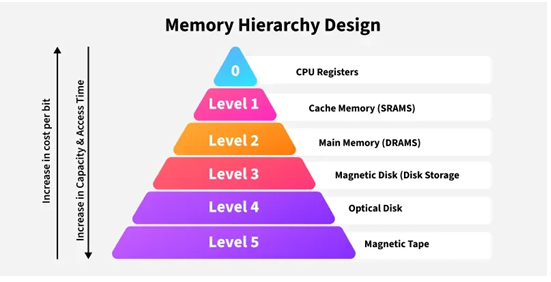 Memory Hierarchy Design
Increase in cost per bit
Increase in Capacity & Access Time
0
CPU Registers
Level 1
Cache Memory (SRAMS)
Level 2
Main Memory (DRAMS)
Level 3
Magnetic Disk (Disk Storage
Level 4
Optical Disk
Level 5
Magnetic Tape